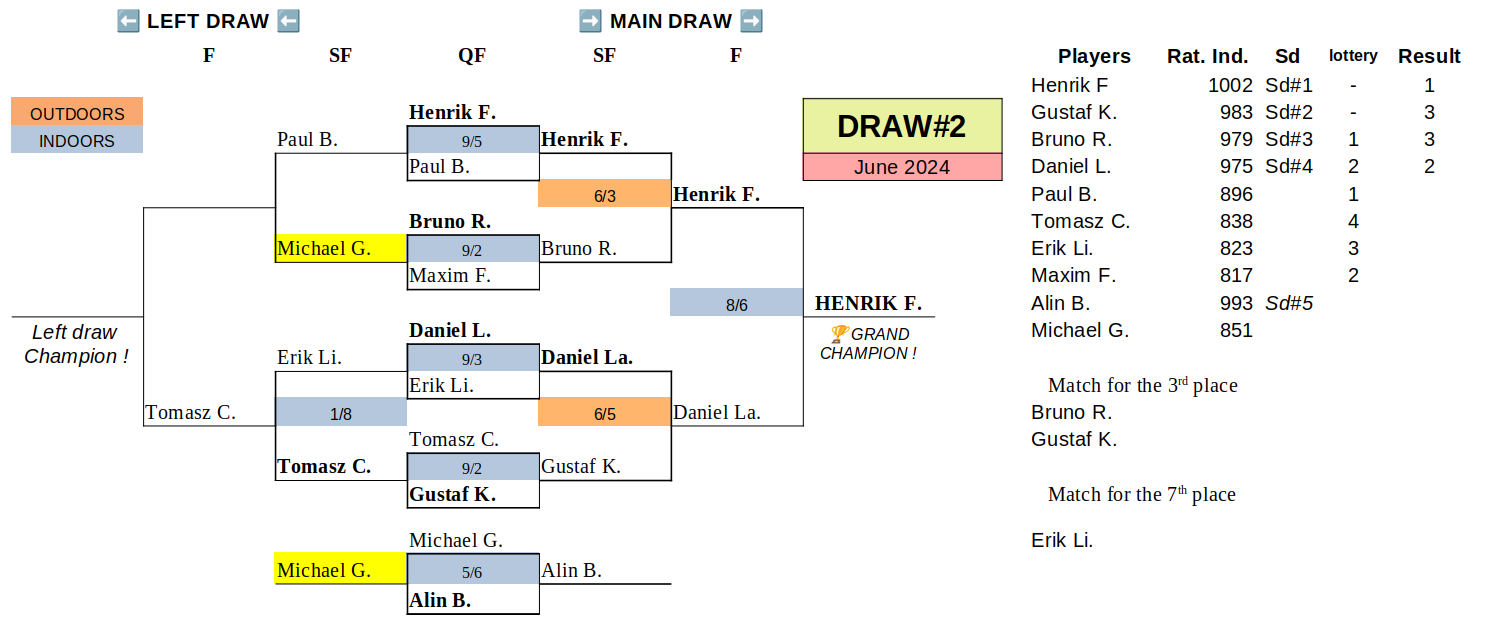 ⬅ LEFT DRAW ⬅
➡ MAIN DRAW ➡
F SF QF SF F
Players Rat. Ind. Sd lottery Result
Henrik F 1002 Sd#1 - 1
Gustaf K. 983 Sd#2 - 3
Bruno R. 979 Sd#3 1 3
Daniel L. 975 Sd#4 2 2
Paul B. 896 1
Tomasz C. 838 4
Erik Li. 823 3
Maxim F. 817 2
Alin B. 993 Sd#5
Michael G. 851
Match for the 3rd place
Bruno R.
Gustaf K.
Match for the 7th place
Erik Li.
OUTDOORS
INDOORS
DRAW#2
June 2024
Henrik F.
Paul B. 9/5 Henrik F.
Paul B.
6/3 Henrik F.
Bruno R.
Michael G. 9/2 Bruno R.
Maxim F.
8/6 HENRIK F.
Left draw
Champion !
🏆GRAND
CHAMPION !
Daniel L.
Erik Li. 9/3 Daniel La.
Erik Li.
Tomasz C. 1/8 6/5 Daniel La.
Tomasz C.
Tomasz C. 9/2 Gustaf K.
Gustaf K.
Michael G.
Michael G. 5/6 Alin B.
Alin B.